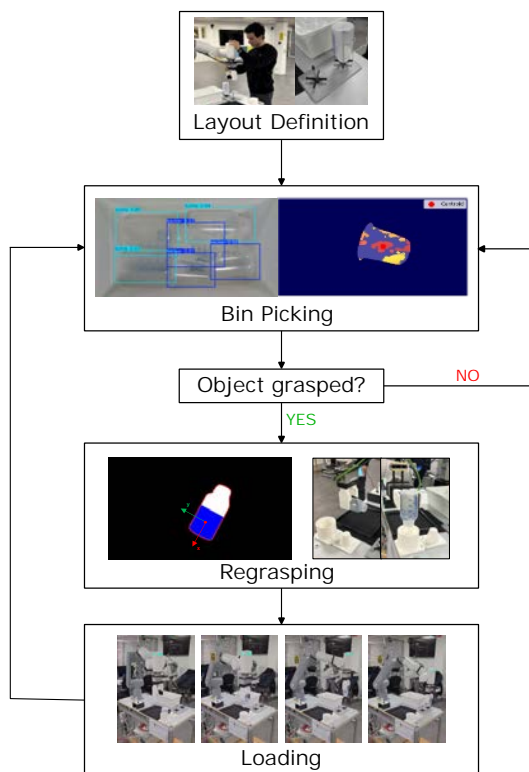 Layout Definition
Centroid
Bin Picking
Object grasped?
NO
YES
Regrasping
Loading